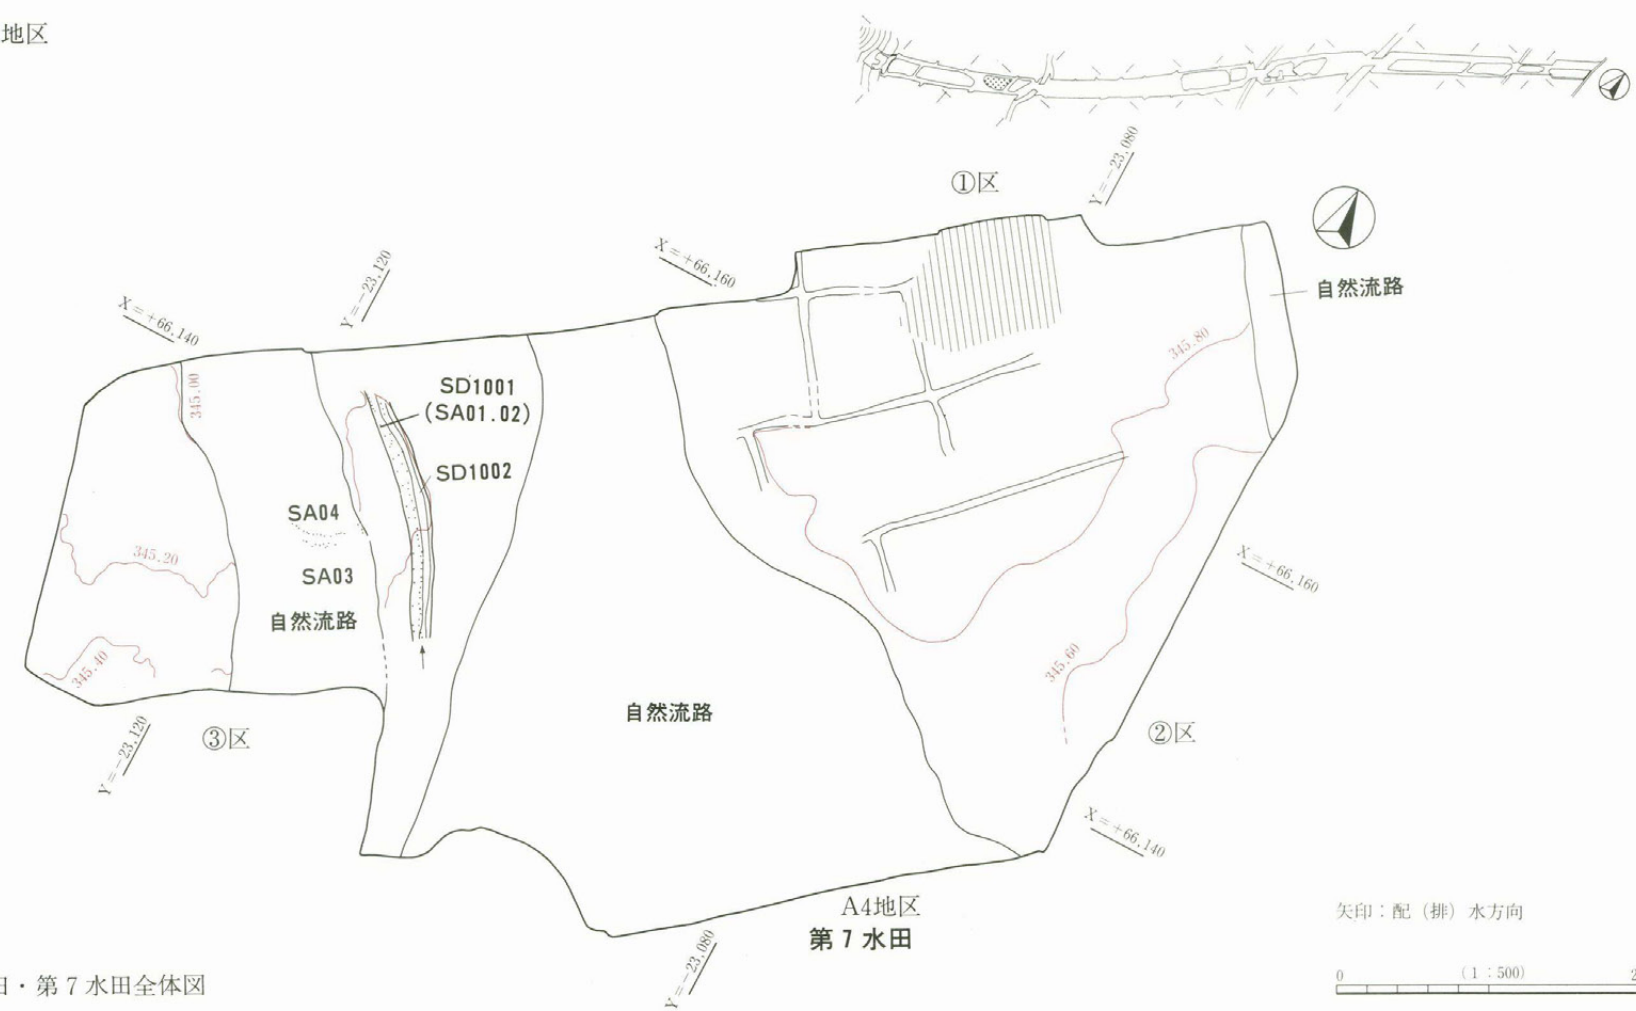 地区
①区
Y=-23,080
X=+66,160
Y=-23,120
X=+66,140
自然流路
345.80
345.00
SD1001
(SA01.02)
SD1002
SA04
345.20
SA03
自然流路
X=+66,160
345.40
345.60
自然流路
③区
②区
Y=-23,120
X=+66,140
A4地区
第7水田
矢印：配（排）水方向
Y=-23,080
0 (1:500) 2
・第7水田全体図